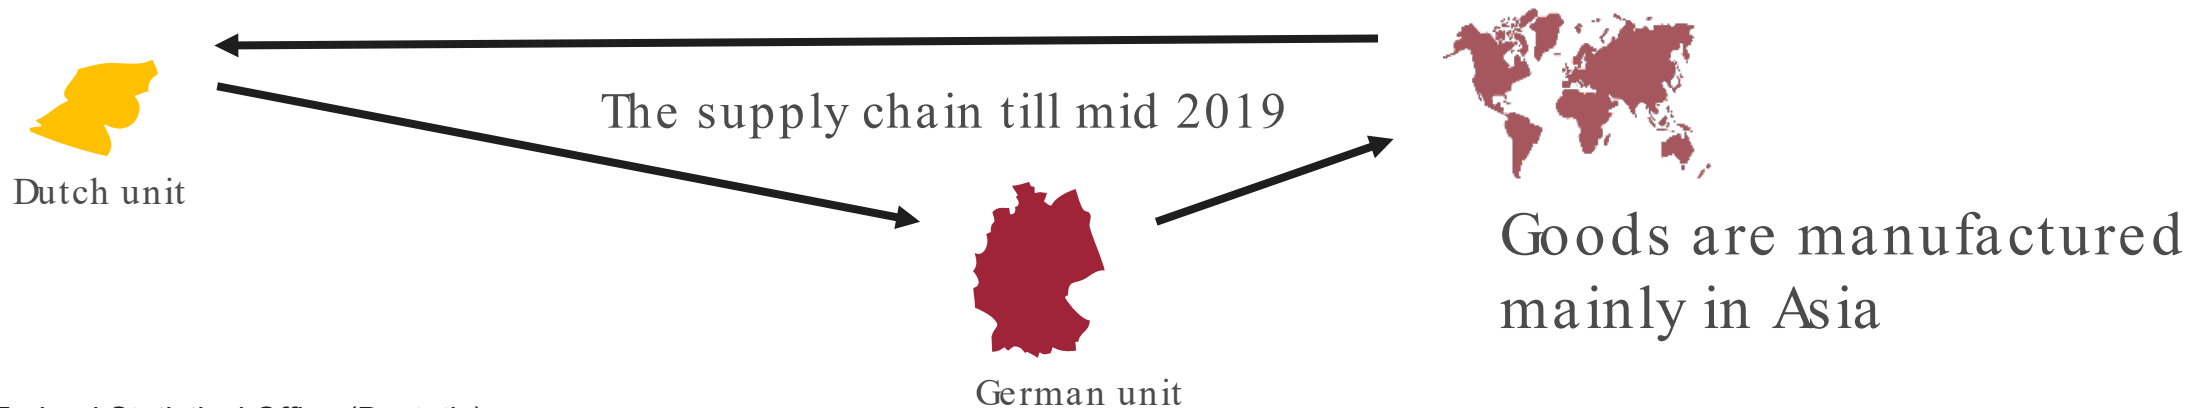 The supply chain till mid 2019
Dutch unit
Goods are manufactured
mainly in Asia
German unit